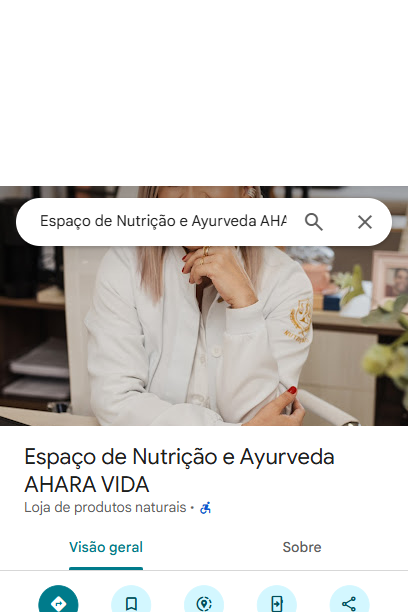 Espaço de Nutrição e Ayurveda AHA
Espaço de Nutrição e Ayurveda
AHARA VIDA
Loja de produtos naturais ·
Visão geral
Sobre